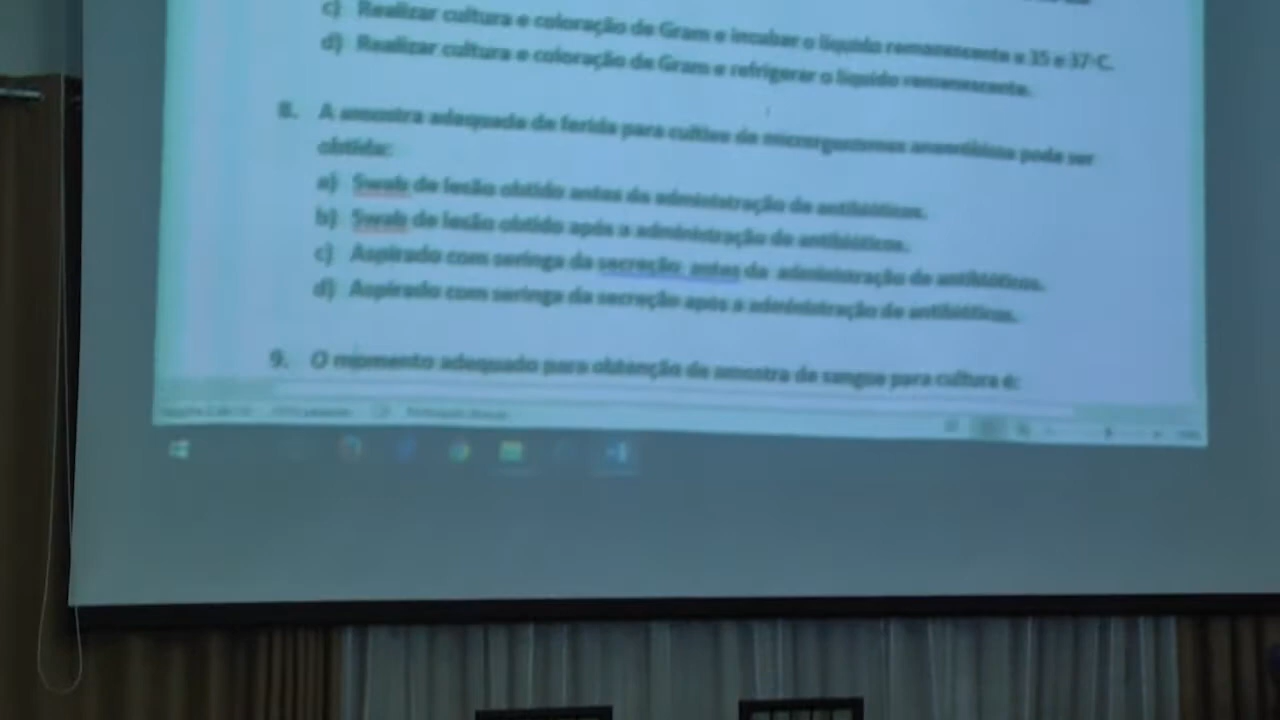 c) Realizar cultura e coloração de Gram e incubar o líquido remanescente a 35 e 37°C.
d) Realizar cultura e coloração de Gram e refrigerar o líquido remanescente.
8. A amostra adequada de ferida para cultivo de microrganismos anaeróbios pode ser
obtida:
a) Swab de lesão obtido antes da administração de antibióticos.
b) Swab de lesão obtido após a administração de antibióticos.
c) Aspirado com seringa da secreção antes da administração de antibióticos.
d) Aspirado com seringa da secreção após a administração de antibióticos.
9. O momento adequado para obtenção de amostra de sangue para cultura é: